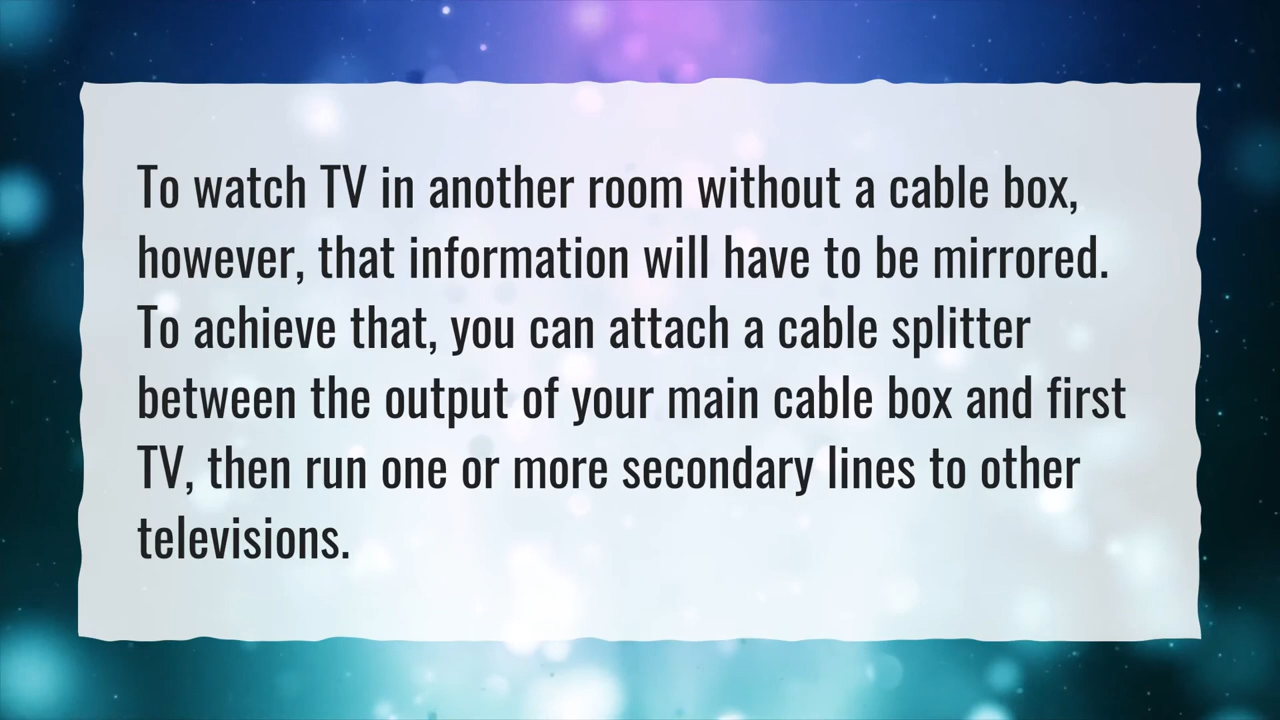 To watch TV in another room without a cable box,
however, that information will have to be mirrored.
To achieve that, you can attach a cable splitter
between the output of your main cable box and first
TV, then run one or more secondary lines to other
televisions.